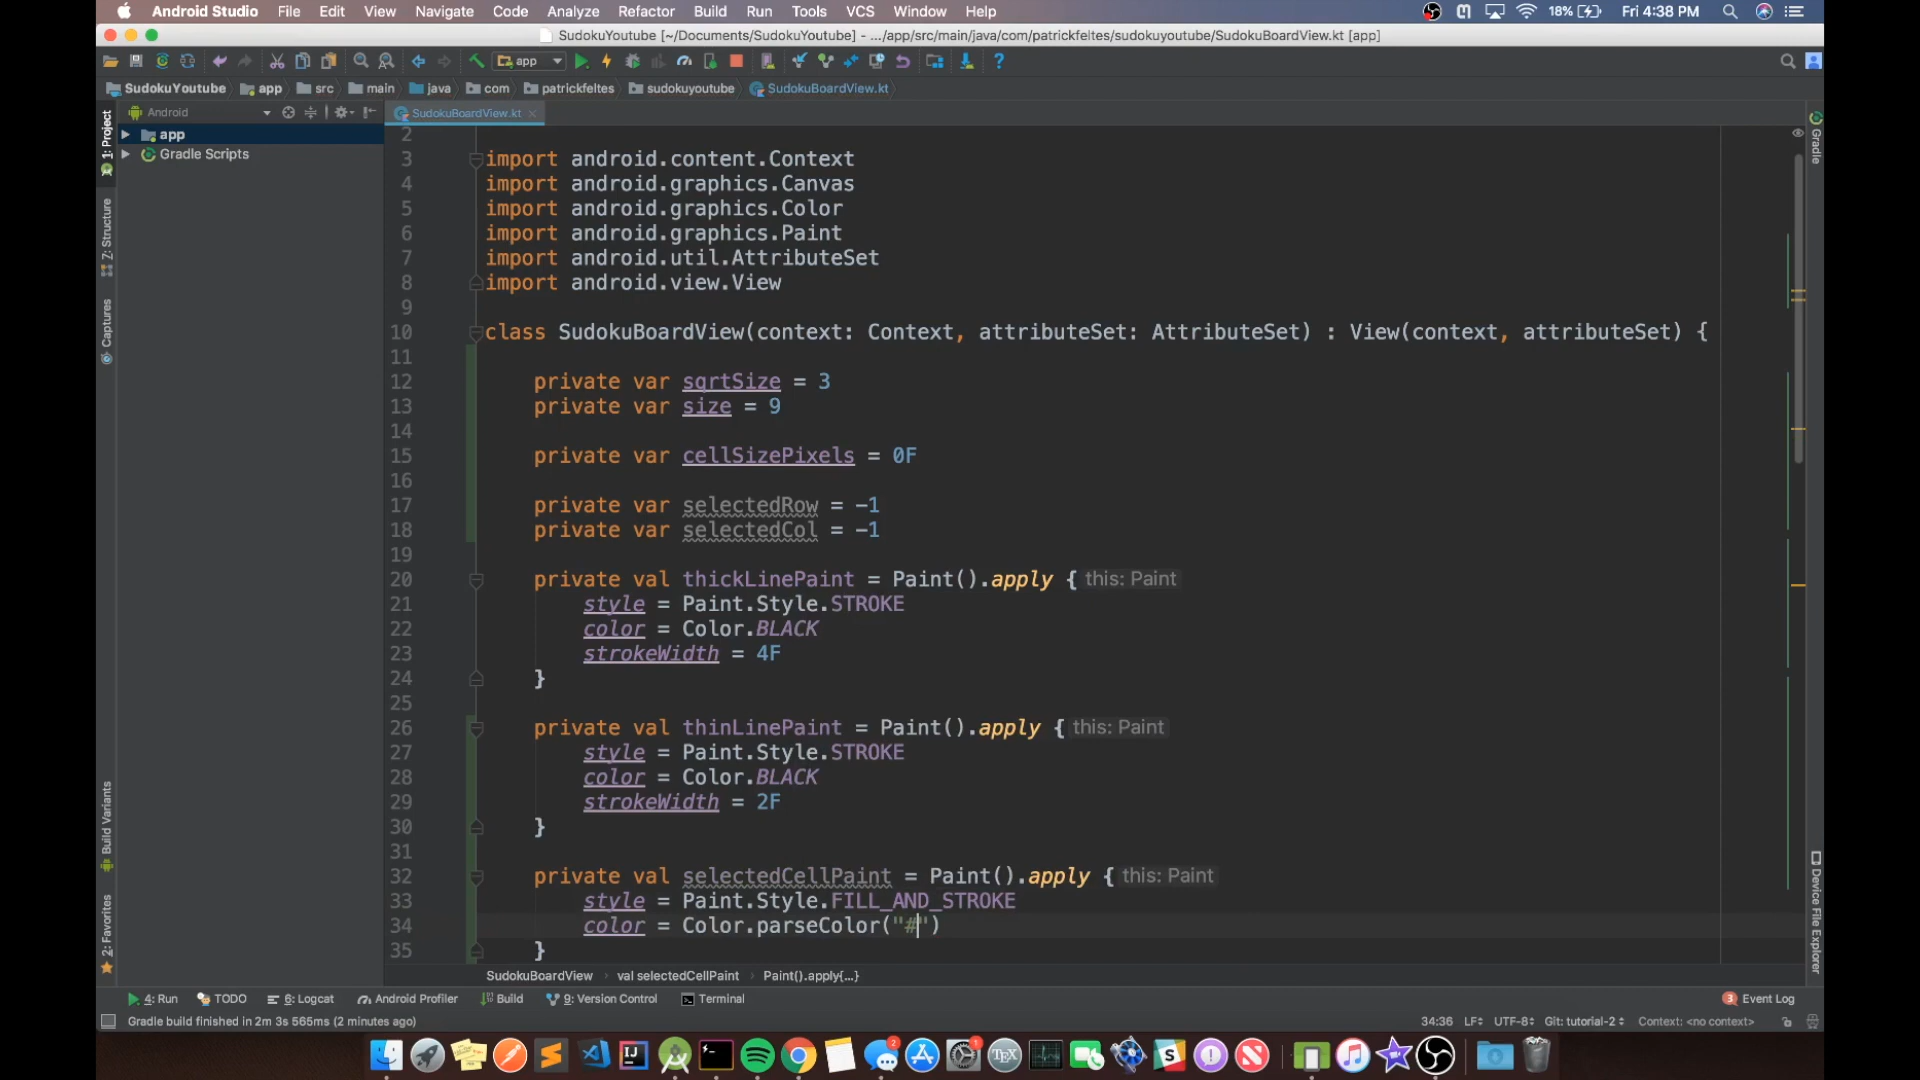 Android Studio File Edit View Navigate Code Analyze Refactor Build Run Tools VCS Window Help 18% Fri 4:38 PM
SudokuYoutube [~/Documents/SudokuYoutube] - .../app/src/main/java/com/patrickfeltes/sudokuyoutube/SudokuBoardView.kt [app]
app
SudokuYoutube app src main java com patrickfeltes sudokuyoutube SudokuBoardView.kt
Android
SudokuBoardView.kt
app
Gradle Scripts
1: Project
7: Structure
Captures
Build Variants
2: Favorites
2
3 import android.content.Context
4 import android.graphics.Canvas
5 import android.graphics.Color
6 import android.graphics.Paint
7 import android.util.AttributeSet
8 import android.view.View
9
10 class SudokuBoardView(context: Context, attributeSet: AttributeSet) : View(context, attributeSet) {
11
12 private var sqrtSize = 3
13 private var size = 9
14
15 private var cellSizePixels = 0F
16
17 private var selectedRow = -1
18 private var selectedCol = -1
19
20 private val thickLinePaint = Paint().apply { this: Paint
21 style = Paint.Style.STROKE
22 color = Color.BLACK
23 strokeWidth = 4F
24 }
25
26 private val thinLinePaint = Paint().apply { this: Paint
27 style = Paint.Style.STROKE
28 color = Color.BLACK
29 strokeWidth = 2F
30 }
31
32 private val selectedCellPaint = Paint().apply { this: Paint
33 style = Paint.Style.FILL_AND_STROKE
34 color = Color.parseColor("#")
35 }
Gradle
Device File Explorer
SudokuBoardView › val selectedCellPaint › Paint().apply{...}
4: Run TODO 6: Logcat Android Profiler Build 9: Version Control Terminal 3 Event Log
Gradle build finished in 2m 3s 565ms (2 minutes ago) 34:36 LF UTF-8 Git: tutorial-2 Context: <no context>
IJ TEX 2 1